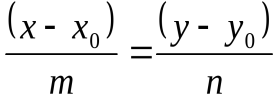 (x - x₀)/m = (y - y₀)/n